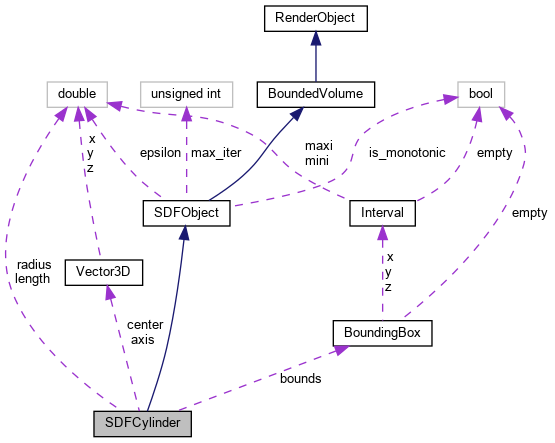 RenderObject
double
unsigned int
BoundedVolume
bool
x
y
z
epsilon
max_iter
maxi
mini
is_monotonic
empty
SDFObject
Interval
empty
radius
length
Vector3D
x
y
z
center
axis
BoundingBox
bounds
SDFCylinder